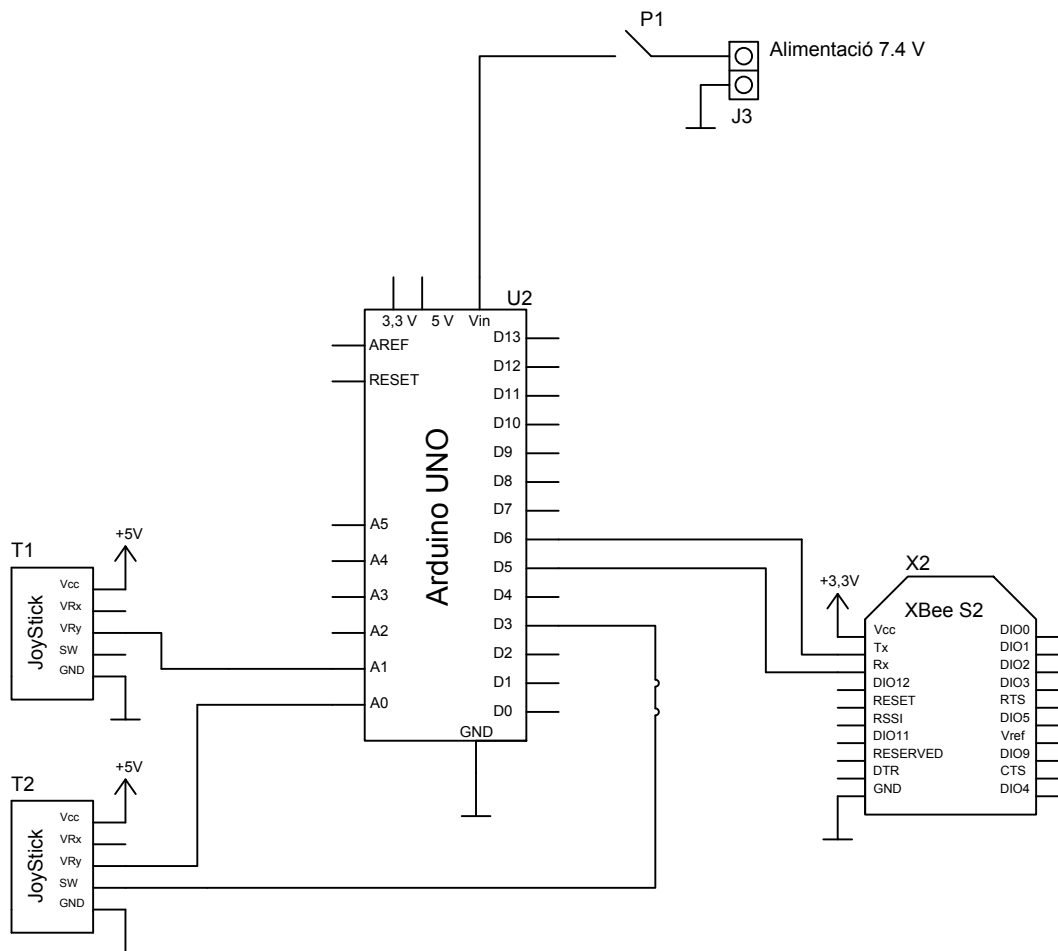 P1
Alimentació 7.4 V
J3
U2
3,3 V
5 V
Vin
AREF
RESET
A5
A4
A3
A2
A1
A0
Arduino UNO
D13
D12
D11
D10
D9
D8
D7
D6
D5
D4
D3
D2
D1
D0
GND
T1
+5V
JoyStick
Vcc
VRx
VRy
SW
GND
T2
+5V
JoyStick
Vcc
VRx
VRy
SW
GND
X2
+3,3V
XBee S2
Vcc
Tx
Rx
DIO12
RESET
RSSI
DIO11
RESERVED
DTR
GND
DIO0
DIO1
DIO2
DIO3
RTS
DIO5
Vref
DIO9
CTS
DIO4